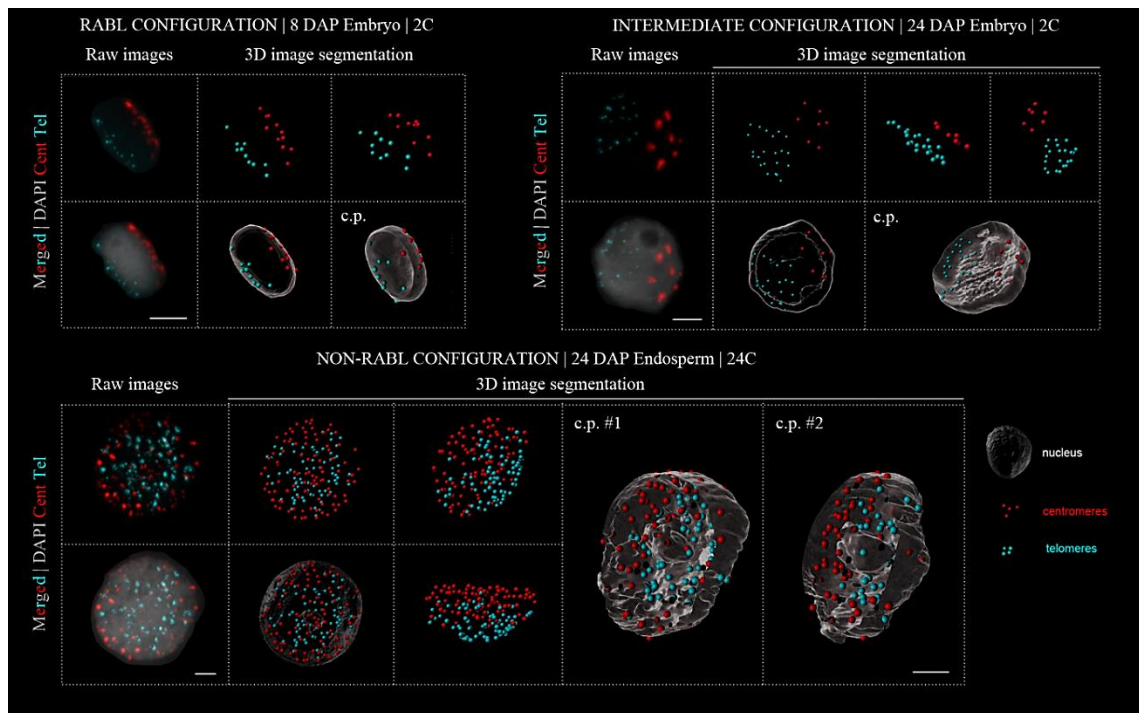 RABL CONFIGURATION | 8 DAP Embryo | 2C
Raw images
3D image segmentation
Merged | DAPI Cent Tel
c.p.
INTERMEDIATE CONFIGURATION | 24 DAP Embryo | 2C
Raw images
3D image segmentation
Merged | DAPI Cent Tel
c.p.
NON-RABL CONFIGURATION | 24 DAP Endosperm | 24C
Raw images
3D image segmentation
Merged | DAPI Cent Tel
c.p. #1
c.p. #2
nucleus
centromeres
telomeres